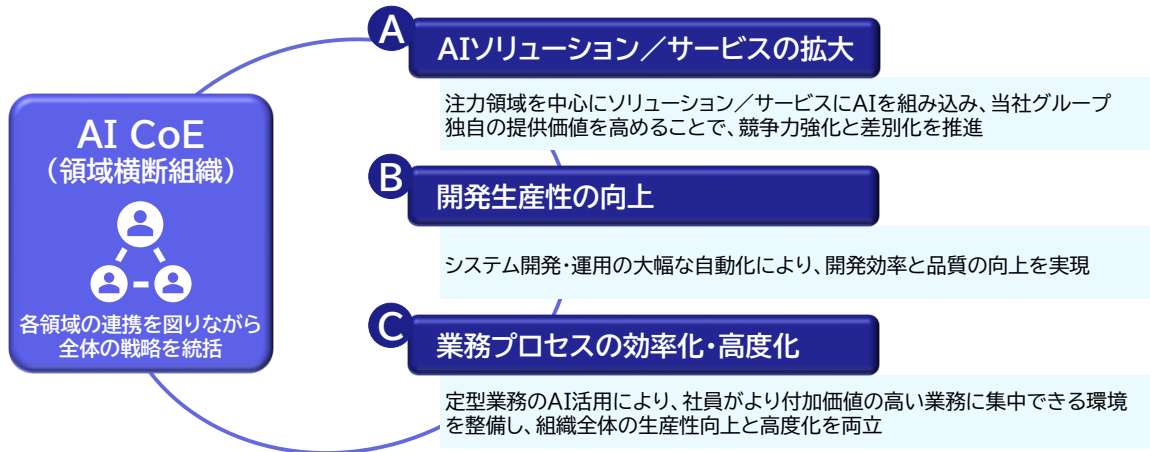 AI CoE
（領域横断組織）
各領域の連携を図りながら
全体の戦略を統括
A
AIソリューション／サービスの拡大
注力領域を中心にソリューション／サービスにAIを組み込み、当社グループ
独自の提供価値を高めることで、競争力強化と差別化を推進
B
開発生産性の向上
システム開発・運用の大幅な自動化により、開発効率と品質の向上を実現
C
業務プロセスの効率化・高度化
定型業務のAI活用により、社員がより付加価値の高い業務に集中できる環境
を整備し、組織全体の生産性向上と高度化を両立